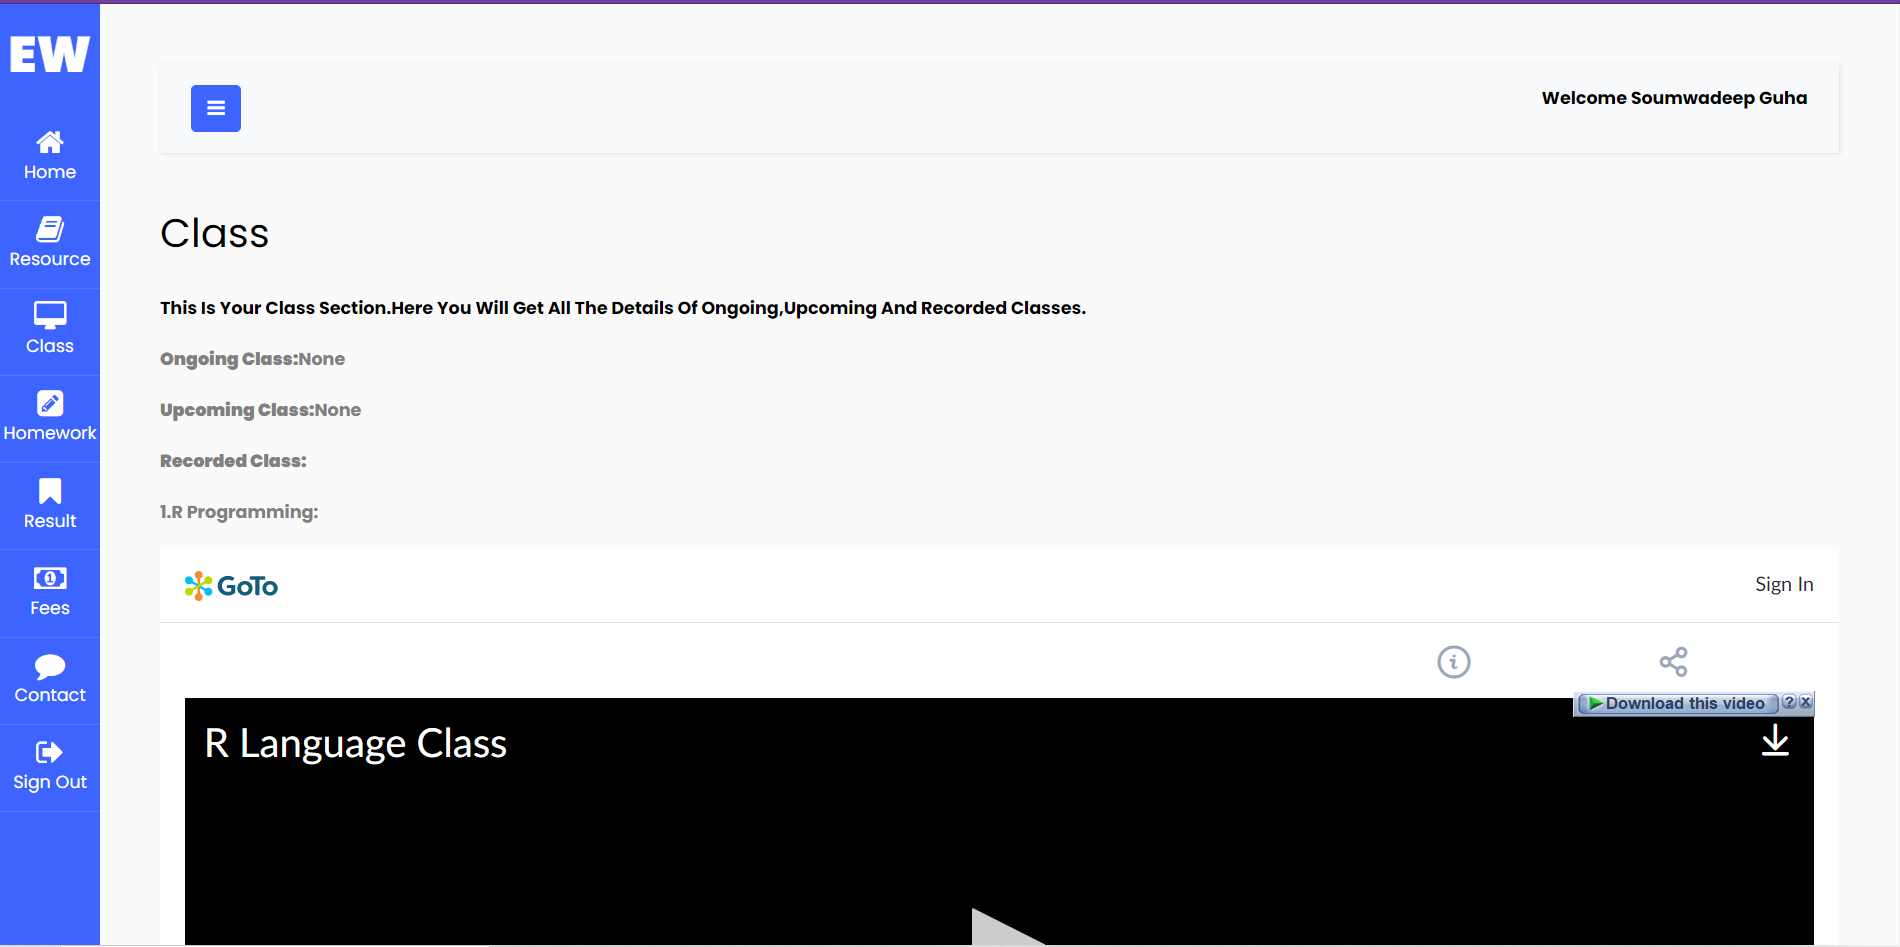 EW
Welcome Soumwadeep Guha
Home
Resource
Class
Homework
Result
Fees
Contact
Sign Out
Class
This Is Your Class Section.Here You Will Get All The Details Of Ongoing,Upcoming And Recorded Classes.
Ongoing Class:None
Upcoming Class:None
Recorded Class:
1.R Programming:
GoTo
Sign In
Download this video ? X
R Language Class